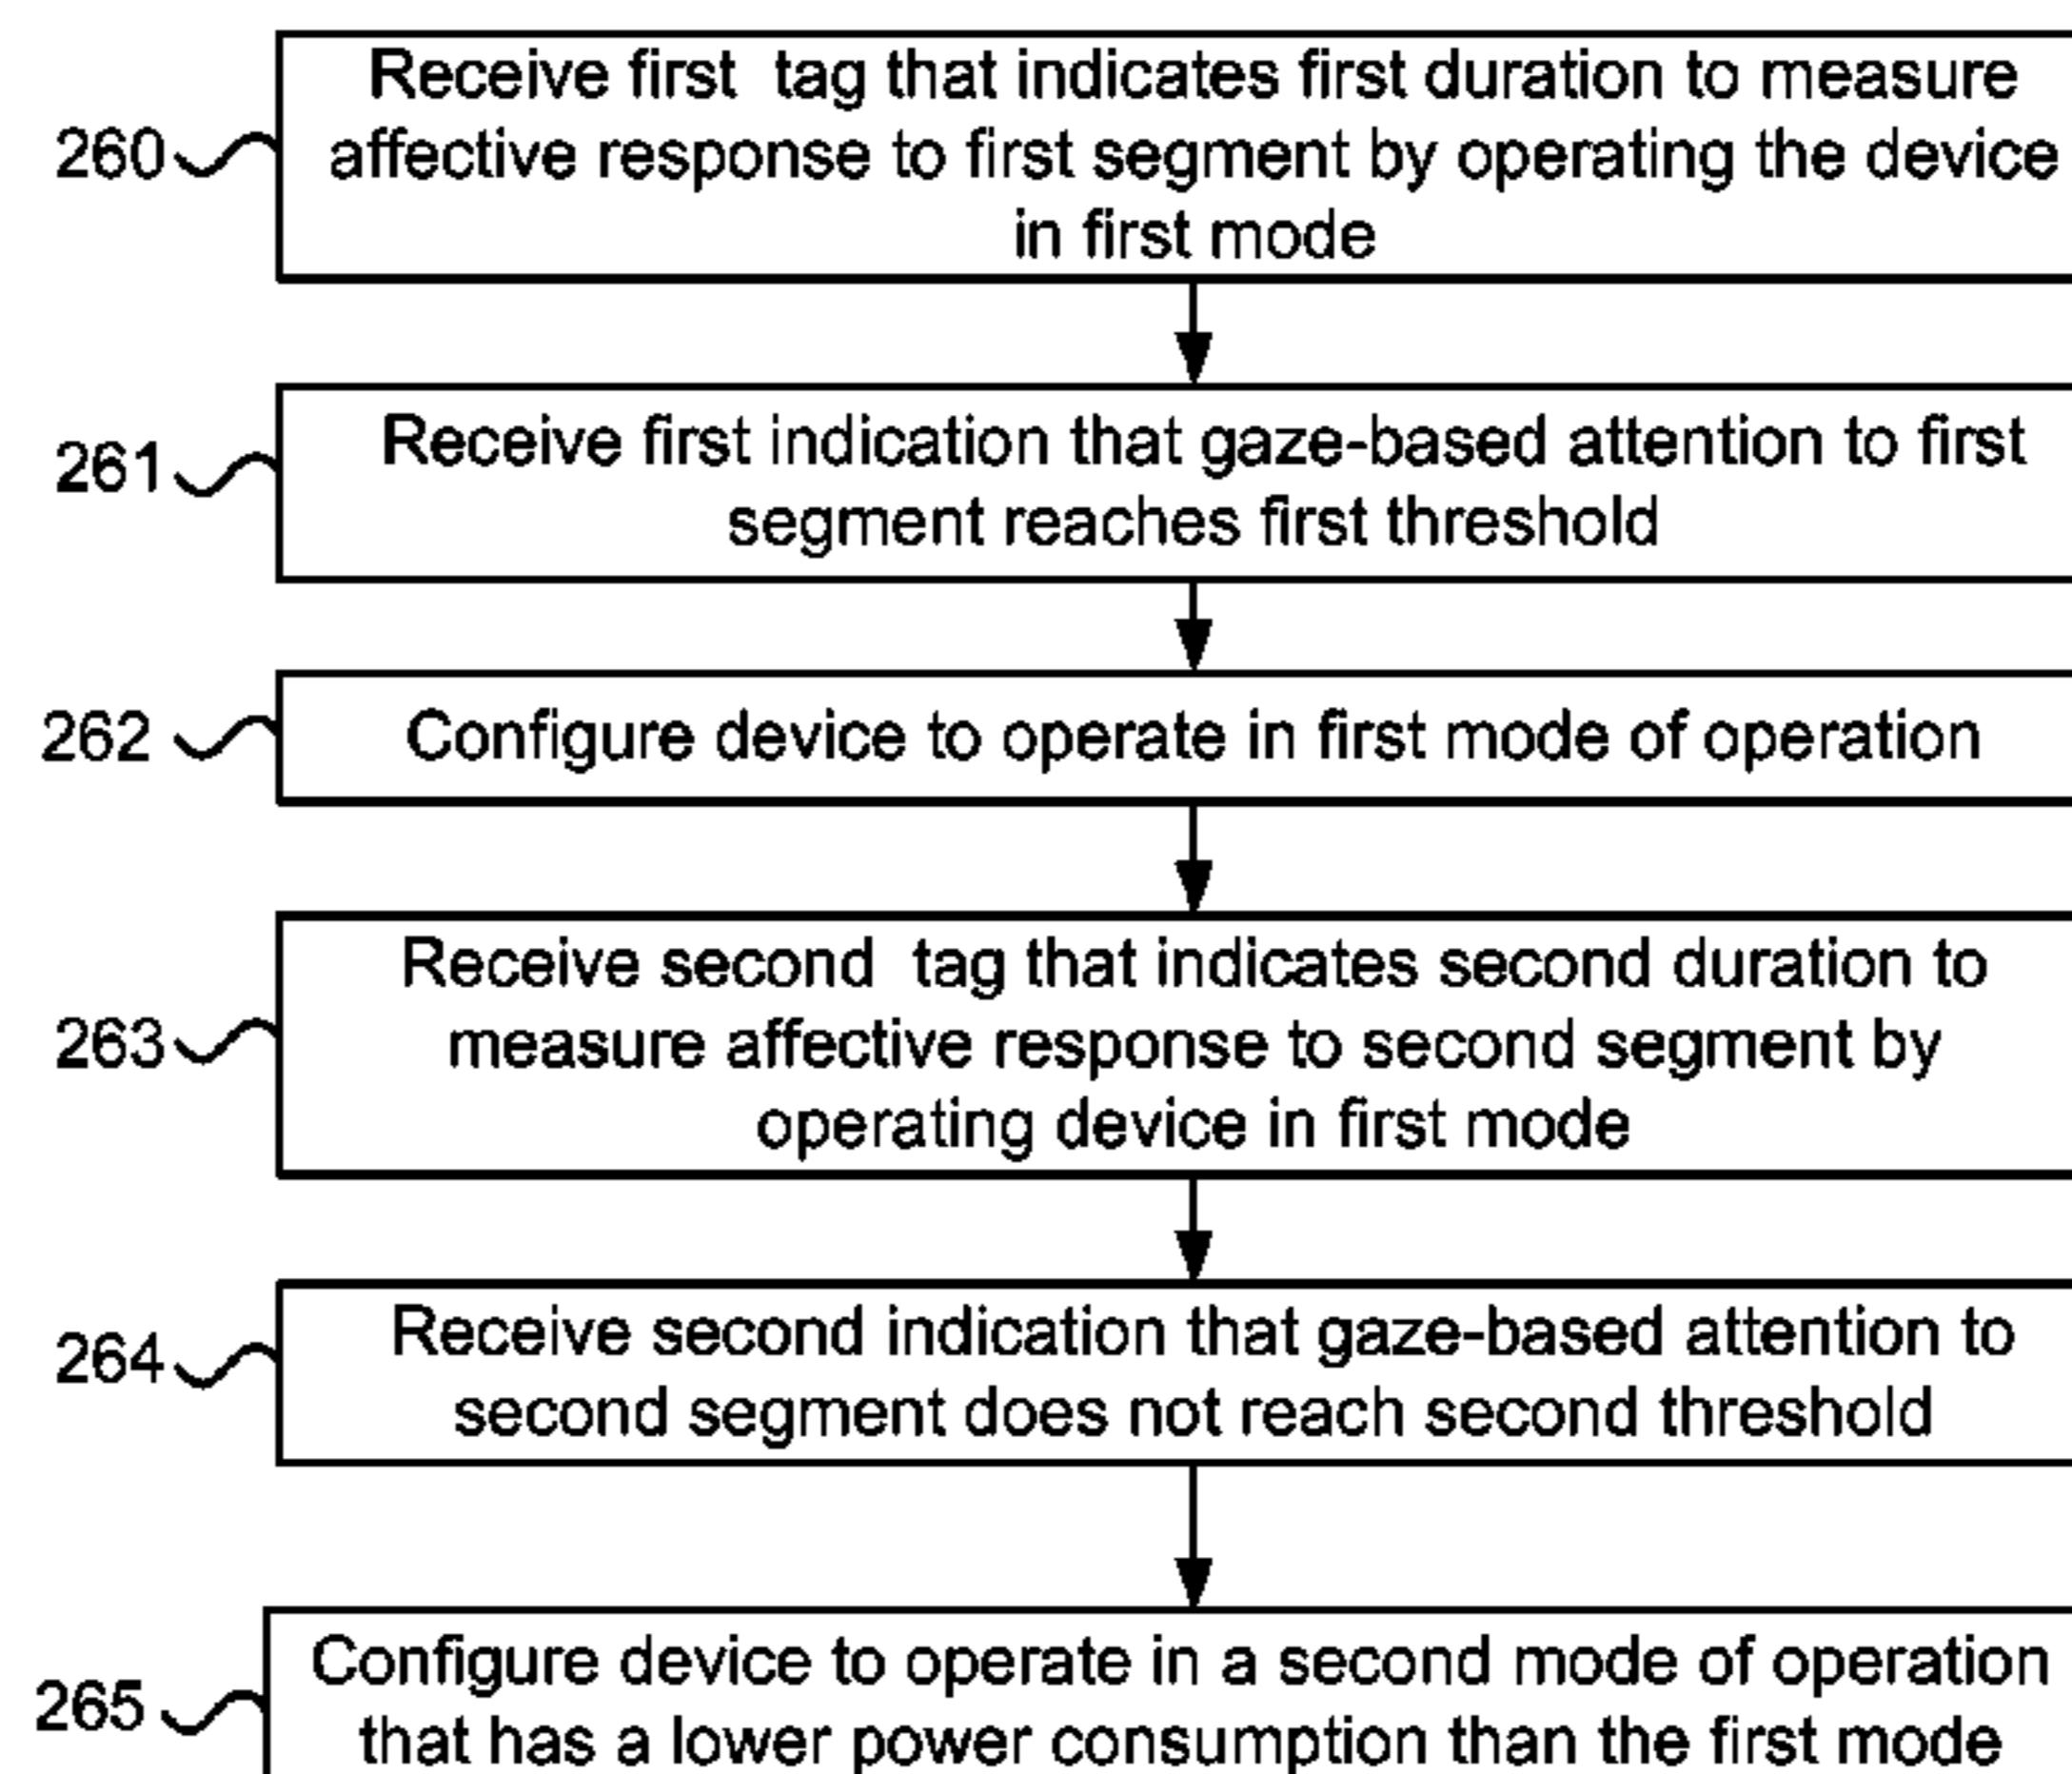 Receive first tag that indicates first duration to measure
260 affective response to first segment by operating the device
in first mode
Receive first indication that gaze-based attention to first
261
segment reaches first threshold
262 Configure device to operate in first mode of operation
Receive second tag that indicates second duration to
263 measure affective response to second segment by
operating device in first mode
Receive second indication that gaze-based attention to
264
second segment does not reach second threshold
Configure device to operate in a second mode of operation
265
that has a lower power consumption than the first mode